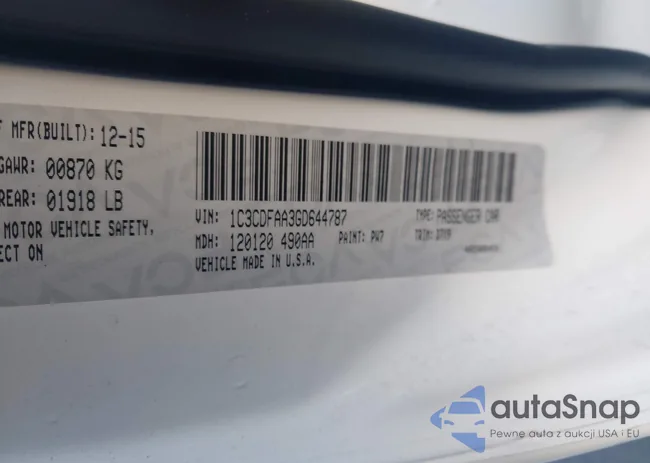 F MFR(BUILT): 12-15
GAWR: 00870 KG
REAR: 01918 LB
MOTOR VEHICLE SAFETY,
ECT ON
VIN: 1C3CDFAA3GD644787 TYPE: PASSENGER CAR
MDH: 120120 490AA PAINT: PW7 TRIM:
VEHICLE MADE IN U.S.A.
autaSnap
Pewne auta z aukcji USA i EU